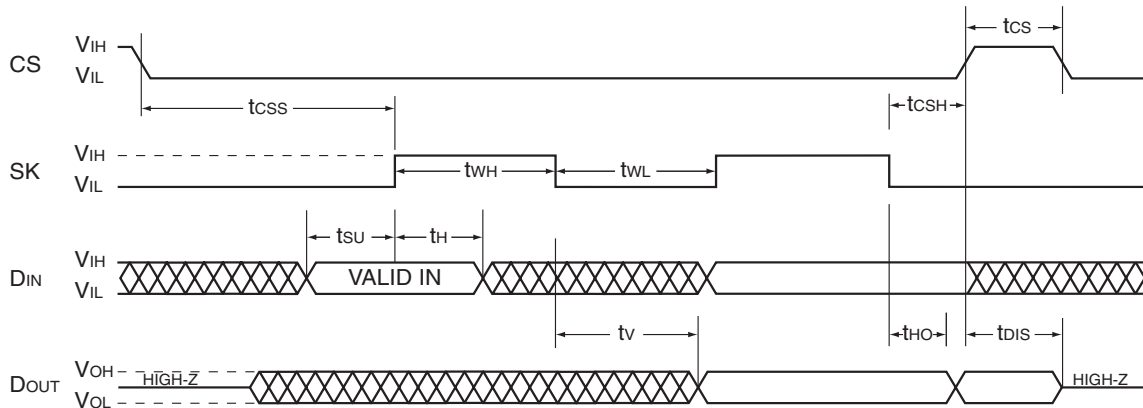 tCS
VIH
CS
VIL
tCSS
tCSH
VIH
SK
tWH
tWL
VIL
tSU
tH
VIH
DIN
VALID IN
VIL
tV
tHO
tDIS
VOH
DOUT
HIGH-Z
HIGH-Z
VOL